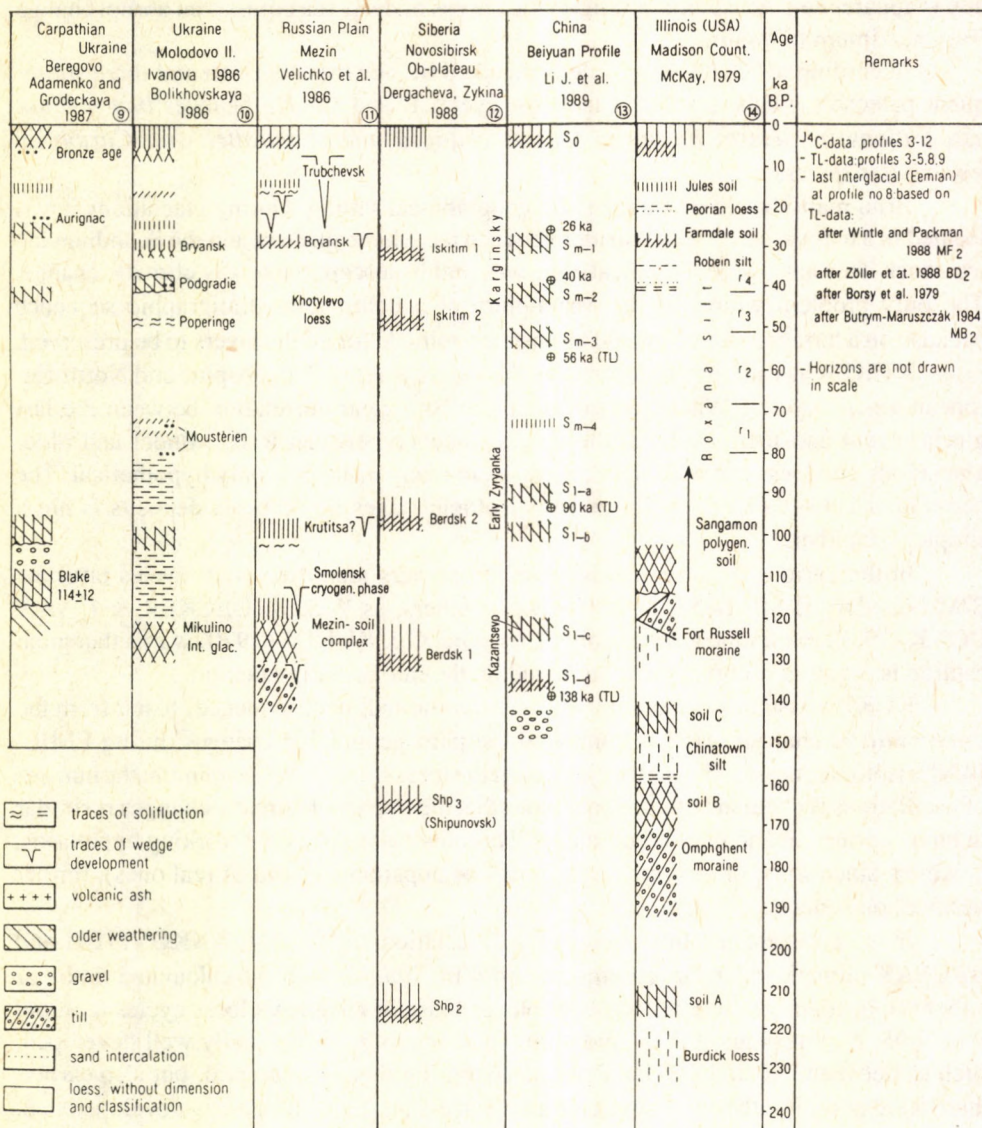 Carpathian
Ukraine
Beregovo
Adamenko and
Grodeckaya
1987 ⑨
Ukraine
Molodovo II.
Ivanova 1986
Bolikhovskaya
1986 ⑩
Russian Plain
Mezin
Velichko et al.
1986 ⑪
Siberia
Novosibirsk
Ob-plateau
Dergacheva, Zykina
1988 ⑫
China
Beiyuan Profile
Li J. et al.
1989 ⑬
Illinois (USA)
Madison Count.
McKay, 1979
⑭
Age
ka
B.P.
Remarks
Bronze age
Aurignac
Blake
114±12
Bryansk
Podgradie
Poperinge
Moustérien
Mikulino
Int. glac.
Trubchevsk
Bryansk
Khotylevo
loess
Krutitsa?
Smolensk
cryogen. phase
Mezin-soil
complex
Iskitim 1
Iskitim 2
Berdsk 2
Berdsk 1
Shp3
(Shipunovsk)
Shp2
Karginsky
Early Zyryanka
Kazantsevo
S0
26 ka
Sm-1
40 ka
Sm-2
Sm-3
56 ka (TL)
Sm-4
S1-a
90 ka (TL)
S1-b
S1-c
S1-d
138 ka (TL)
Jules soil
Peorian loess
Farmdale soil
Robein silt
Roxana silt
r4
r3
r2
r1
Sangamon
polygen.
soil
Fort Russell
moraine
soil C
Chinatown
silt
soil B
Omphghent
moraine
soil A
Burdick loess
0
10
20
30
40
50
60
70
80
90
100
110
120
130
140
150
160
170
180
190
200
210
220
230
240
14C-data: profiles 3-12
- TL-data: profiles 3-5,8,9
- last interglacial (Eemian)
at profile no 8 based on
TL-data:
after Wintle and Packman
1988 MF2
after Zöller et at. 1988 BD2
after Borsy et al. 1979
after Butrym-Maruszczák 1984
MB2
- Horizons are not drawn
in scale
traces of solifluction
traces of wedge
development
volcanic ash
older weathering
gravel
till
sand intercalation
loess, without dimension
and classification